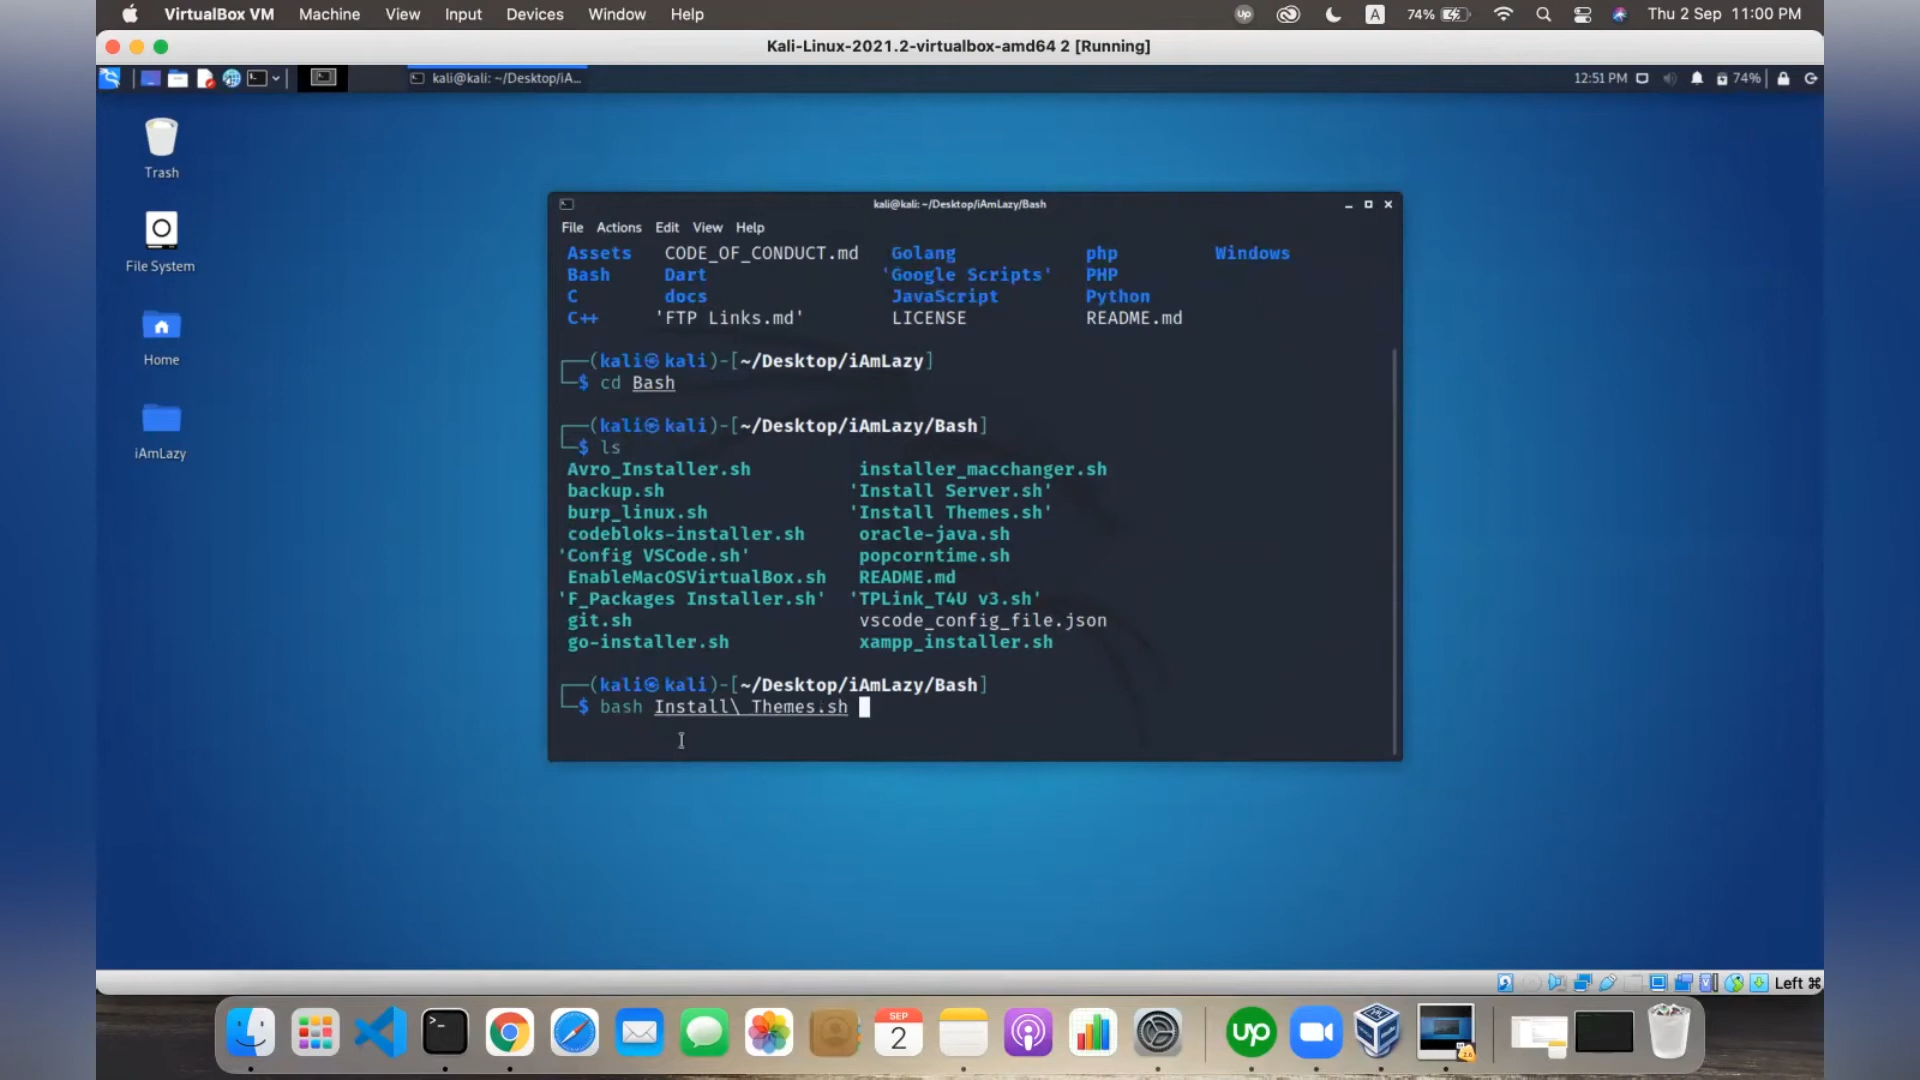 VirtualBox VM Machine View Input Devices Window Help up A 74% Thu 2 Sep 11:00 PM
Kali-Linux-2021.2-virtualbox-amd64 2 [Running]
kali@kali: ~/Desktop/iA... 12:51 PM 74%
Trash
File System
Home
iAmLazy
kali@kali: ~/Desktop/iAmLazy/Bash
File Actions Edit View Help
Assets CODE_OF_CONDUCT.md Golang php Windows
Bash Dart 'Google Scripts' PHP
C docs JavaScript Python
C++ 'FTP Links.md' LICENSE README.md
(kali㉿kali)-[~/Desktop/iAmLazy]
$ cd Bash
(kali㉿kali)-[~/Desktop/iAmLazy/Bash]
$ ls
Avro_Installer.sh installer_macchanger.sh
backup.sh 'Install Server.sh'
burp_linux.sh 'Install Themes.sh'
codebloks-installer.sh oracle-java.sh
'Config VSCode.sh' popcorntime.sh
EnableMacOSVirtualBox.sh README.md
'F_Packages Installer.sh' 'TPLink_T4U v3.sh'
git.sh vscode_config_file.json
go-installer.sh xampp_installer.sh
(kali㉿kali)-[~/Desktop/iAmLazy/Bash]
$ bash Install\ Themes.sh
Left ⌘
SEP
2
up